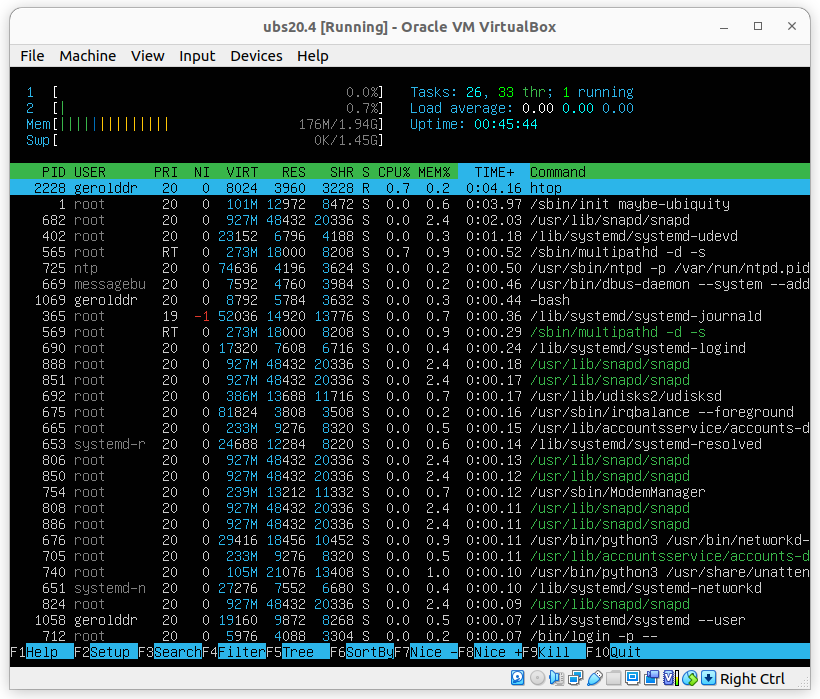 ubs20.4 [Running] - Oracle VM VirtualBox
File Machine View Input Devices Help
1 [ 0.0%] Tasks: 26, 33 thr; 1 running
2 [| 0.7%] Load average: 0.00 0.00 0.00
Mem[|||||||||||||| 176M/1.94G] Uptime: 00:45:44
Swp[ 0K/1.45G]
PID USER PRI NI VIRT RES SHR S CPU% MEM% TIME+ Command
2228 gerolddr 20 0 8024 3960 3228 R 0.7 0.2 0:04.16 htop
1 root 20 0 101M 12972 8472 S 0.0 0.6 0:03.97 /sbin/init maybe-ubiquity
682 root 20 0 927M 48432 20336 S 0.0 2.4 0:02.03 /usr/lib/snapd/snapd
402 root 20 0 23152 6796 4188 S 0.0 0.3 0:01.18 /lib/systemd/systemd-udevd
565 root RT 0 273M 18000 8208 S 0.7 0.9 0:00.52 /sbin/multipathd -d -s
725 ntp 20 0 74636 4196 3624 S 0.0 0.2 0:00.50 /usr/sbin/ntpd -p /var/run/ntpd.pid
669 messagebu 20 0 7592 4760 3984 S 0.0 0.2 0:00.46 /usr/bin/dbus-daemon --system --add
1069 gerolddr 20 0 8792 5784 3632 S 0.0 0.3 0:00.44 -bash
365 root 19 -1 52036 14920 13776 S 0.0 0.7 0:00.36 /lib/systemd/systemd-journald
569 root RT 0 273M 18000 8208 S 0.0 0.9 0:00.29 /sbin/multipathd -d -s
690 root 20 0 17320 7608 6716 S 0.0 0.4 0:00.24 /lib/systemd/systemd-logind
888 root 20 0 927M 48432 20336 S 0.0 2.4 0:00.18 /usr/lib/snapd/snapd
851 root 20 0 927M 48432 20336 S 0.0 2.4 0:00.17 /usr/lib/snapd/snapd
692 root 20 0 386M 13688 11716 S 0.0 0.7 0:00.17 /usr/lib/udisks2/udisksd
675 root 20 0 81824 3808 3508 S 0.0 0.2 0:00.16 /usr/sbin/irqbalance --foreground
665 root 20 0 233M 9276 8320 S 0.0 0.5 0:00.15 /usr/lib/accountsservice/accounts-d
653 systemd-r 20 0 24688 12284 8220 S 0.0 0.6 0:00.14 /lib/systemd/systemd-resolved
806 root 20 0 927M 48432 20336 S 0.0 2.4 0:00.13 /usr/lib/snapd/snapd
850 root 20 0 927M 48432 20336 S 0.0 2.4 0:00.12 /usr/lib/snapd/snapd
754 root 20 0 239M 13212 11332 S 0.0 0.7 0:00.12 /usr/sbin/ModemManager
808 root 20 0 927M 48432 20336 S 0.0 2.4 0:00.11 /usr/lib/snapd/snapd
886 root 20 0 927M 48432 20336 S 0.0 2.4 0:00.11 /usr/lib/snapd/snapd
676 root 20 0 29416 18456 10452 S 0.0 0.9 0:00.11 /usr/bin/python3 /usr/bin/networkd-
705 root 20 0 233M 9276 8320 S 0.0 0.5 0:00.11 /usr/lib/accountsservice/accounts-d
740 root 20 0 105M 21076 13408 S 0.0 1.0 0:00.10 /usr/bin/python3 /usr/share/unatten
651 systemd-n 20 0 27276 7552 6680 S 0.0 0.4 0:00.10 /lib/systemd/systemd-networkd
824 root 20 0 927M 48432 20336 S 0.0 2.4 0:00.09 /usr/lib/snapd/snapd
1058 gerolddr 20 0 19160 9872 8268 S 0.0 0.5 0:00.07 /lib/systemd/systemd --user
712 root 20 0 5976 4088 3304 S 0.0 0.2 0:00.07 /bin/login -p --
F1Help F2Setup F3SearchF4FilterF5Tree F6SortByF7Nice -F8Nice +F9Kill F10Quit
Right Ctrl